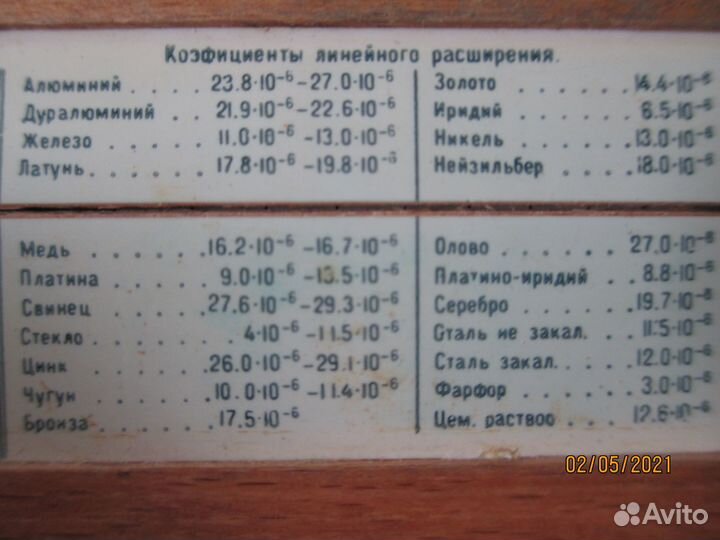 Коэфициенты линейного расширения.
Алюминий . . . . 23.8·10⁻⁶ – 27.0·10⁻⁶
Дуралюминий . . . 21.9·10⁻⁶ – 22.6·10⁻⁶
Железо . . . . . 11.0·10⁻⁶ – 13.0·10⁻⁶
Латунь . . . . . 17.8·10⁻⁶ – 19.8·10⁻⁶
Золото . . . . 14.4·10⁻⁶
Иридий . . . . 6.5·10⁻⁶
Никель . . . . 13.0·10⁻⁶
Нейзильбер . . . . 18.0·10⁻⁶
Медь . . . . . 16.2·10⁻⁶ – 16.7·10⁻⁶
Платина . . . . 9.0·10⁻⁶ – 13.5·10⁻⁶
Свинец . . . . 27.6·10⁻⁶ – 29.3·10⁻⁶
Стекло . . . . . 4·10⁻⁶ – 11.5·10⁻⁶
Цинк . . . . . 26.0·10⁻⁶ – 29.1·10⁻⁶
Чугун . . . . . 10.0·10⁻⁶ – 11.4·10⁻⁶
Бронза . . . . . 17.5·10⁻⁶
Олово . . . . . 27.0·10⁻⁶
Платино-иридий . . 8.8·10⁻⁶
Серебро . . . . 19.7·10⁻⁶
Сталь не закал. . . 11.5·10⁻⁶
Сталь закал. . . . 12.0·10⁻⁶
Фарфор . . . . 3.0·10⁻⁶
Цем. раствор . . . 12.6·10⁻⁶
02/05/2021
Avito